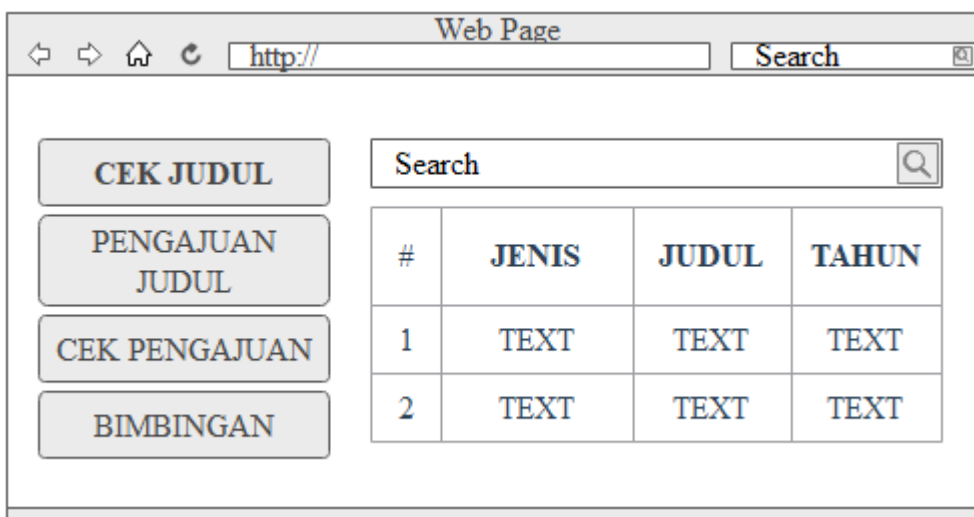 Web Page
http://
Search
CEK JUDUL
PENGAJUAN
JUDUL
CEK PENGAJUAN
BIMBINGAN
Search
# JENIS JUDUL TAHUN
1 TEXT TEXT TEXT
2 TEXT TEXT TEXT